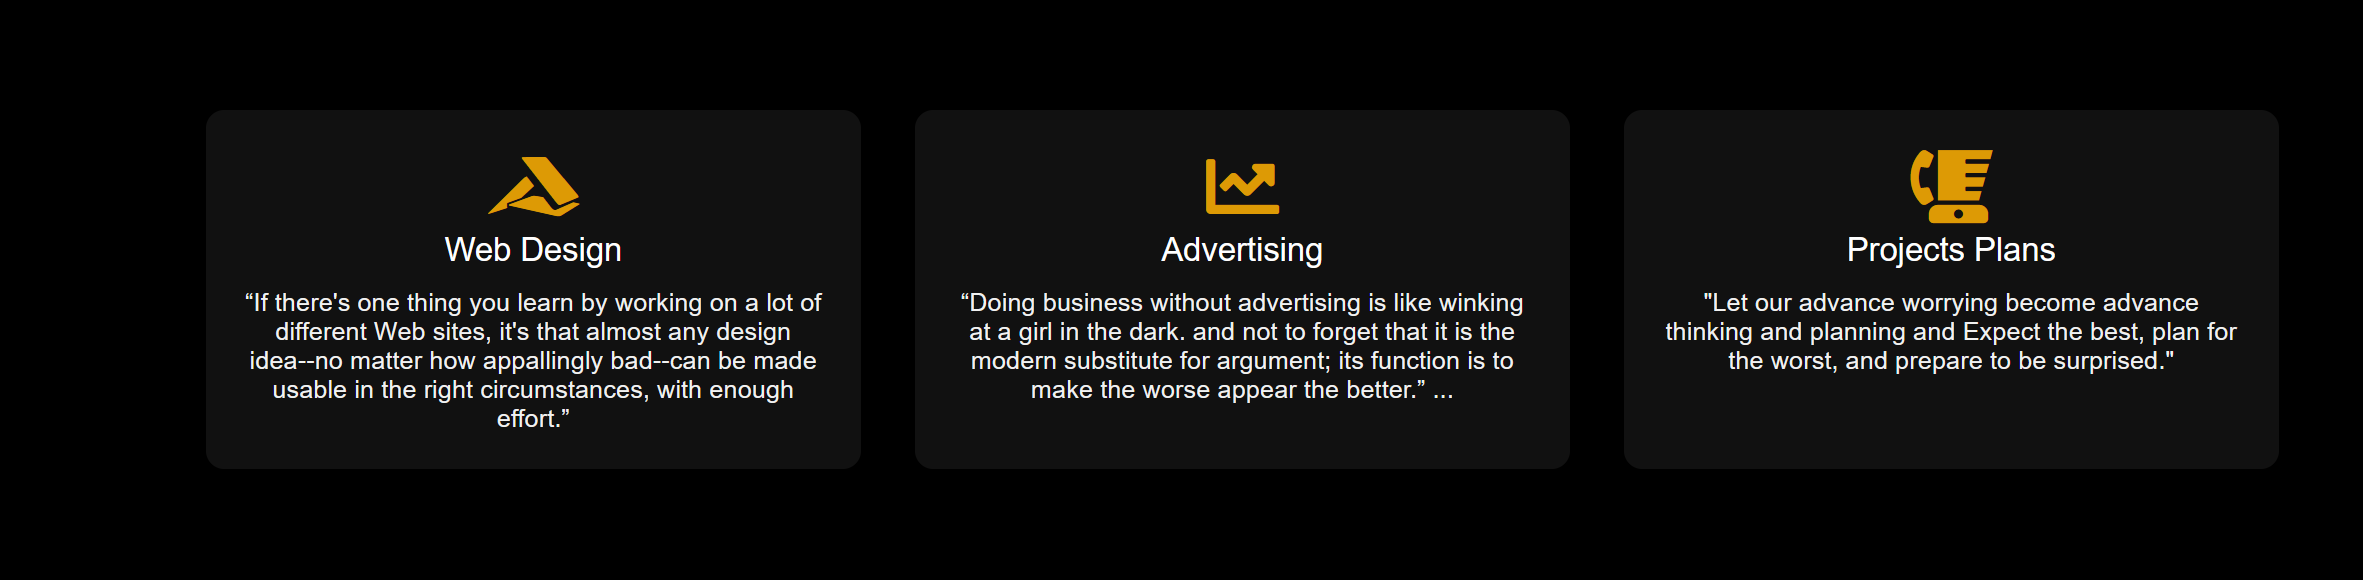 Web Design
“If there's one thing you learn by working on a lot of
different Web sites, it's that almost any design
idea--no matter how appallingly bad--can be made
usable in the right circumstances, with enough
effort.”
Advertising
“Doing business without advertising is like winking
at a girl in the dark. and not to forget that it is the
modern substitute for argument; its function is to
make the worse appear the better.” ...
Projects Plans
"Let our advance worrying become advance
thinking and planning and Expect the best, plan for
the worst, and prepare to be surprised."